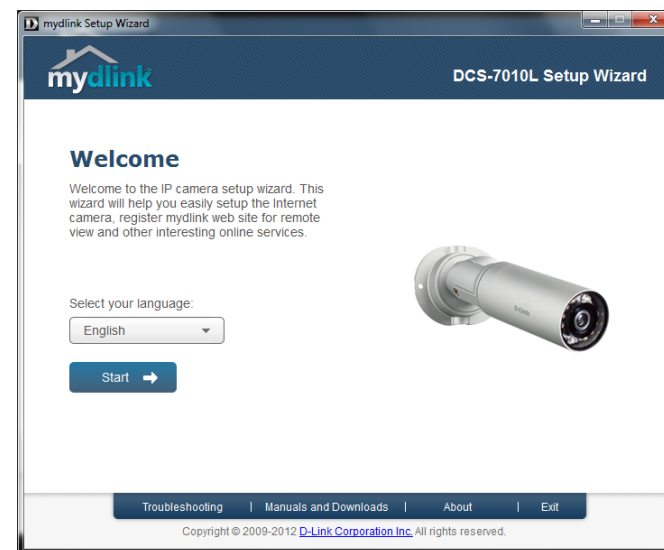 mydlink Setup Wizard
mydlink
DCS-7010L Setup Wizard
Welcome
Welcome to the IP camera setup wizard. This
wizard will help you easily setup the Internet
camera, register mydlink web site for remote
view and other interesting online services.
Select your language:
English
Start
D-Link
Troubleshooting | Manuals and Downloads | About | Exit
Copyright © 2009-2012 D-Link Corporation Inc. All rights reserved.